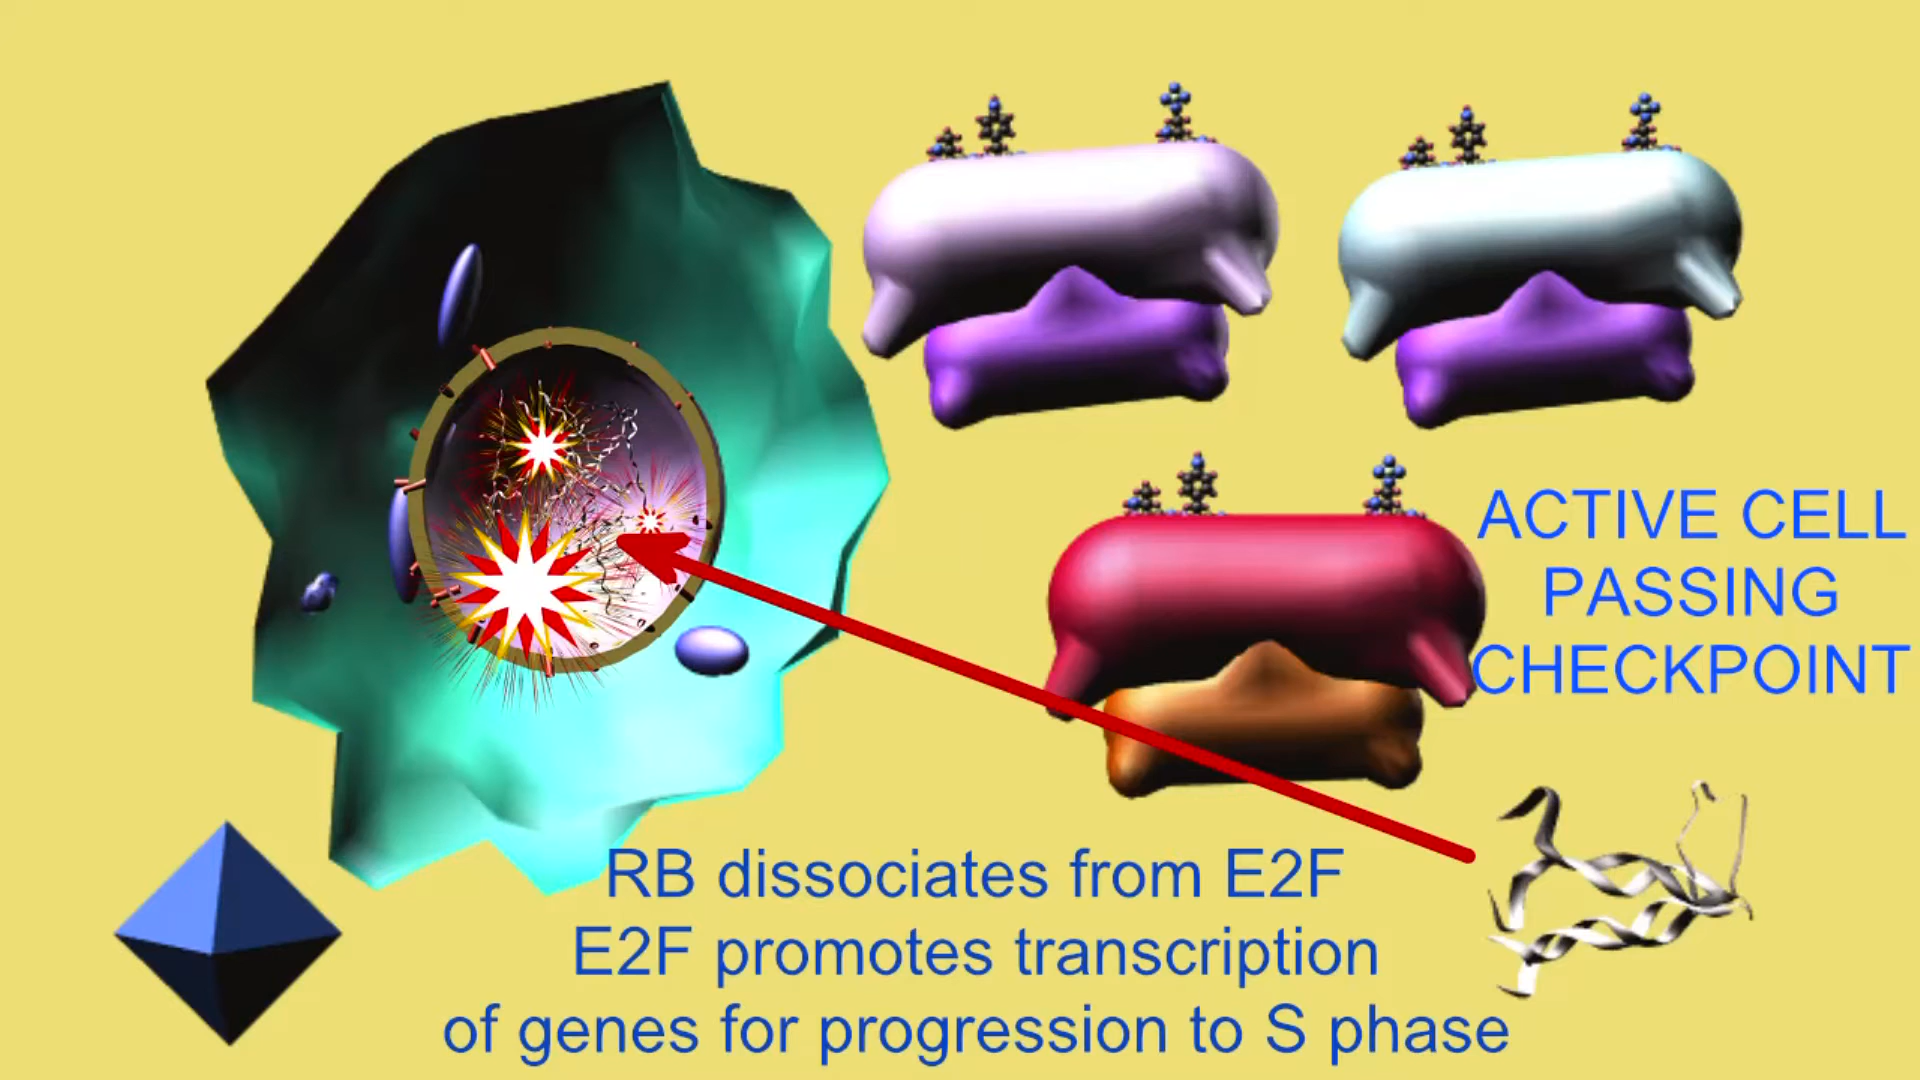 ACTIVE CELL
PASSING
CHECKPOINT
RB dissociates from E2F
E2F promotes transcription
of genes for progression to S phase